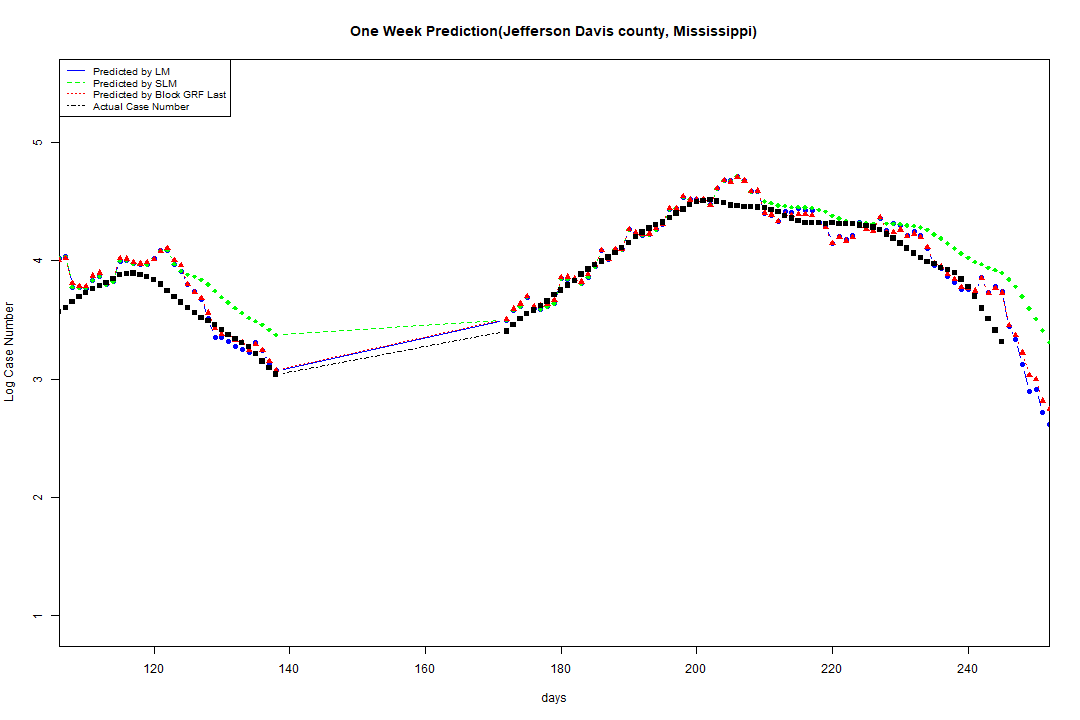 One Week Prediction(Jefferson Davis county, Mississippi)
Predicted by LM
Predicted by SLM
Predicted by Block GRF Last
Actual Case Number
5
4
3
2
1
Log Case Number
120 140 160 180 200 220 240
days